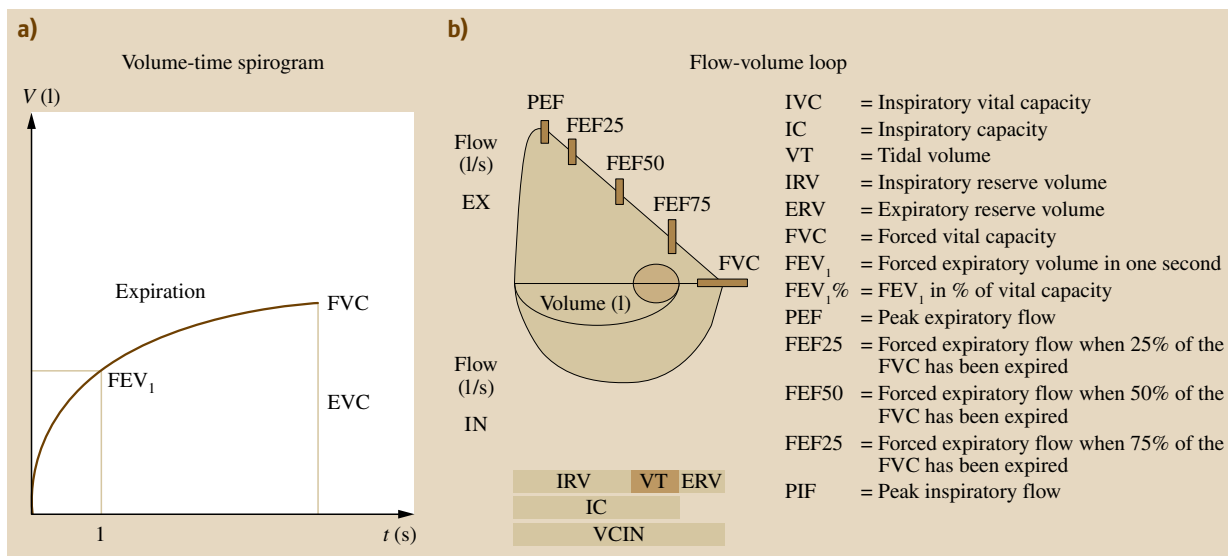 a)
Volume-time spirogram
V (l)
Expiration
FVC
FEV1
EVC
1
t (s)
b)
Flow-volume loop
PEF
FEF25
Flow
(l/s)
FEF50
EX
FEF75
FVC
Volume (l)
Flow
(l/s)
IN
IRV VT ERV
IC
VCIN
IVC = Inspiratory vital capacity
IC = Inspiratory capacity
VT = Tidal volume
IRV = Inspiratory reserve volume
ERV = Expiratory reserve volume
FVC = Forced vital capacity
FEV1 = Forced expiratory volume in one second
FEV1% = FEV1 in % of vital capacity
PEF = Peak expiratory flow
FEF25 = Forced expiratory flow when 25% of the
FVC has been expired
FEF50 = Forced expiratory flow when 50% of the
FVC has been expired
FEF25 = Forced expiratory flow when 75% of the
FVC has been expired
PIF = Peak inspiratory flow